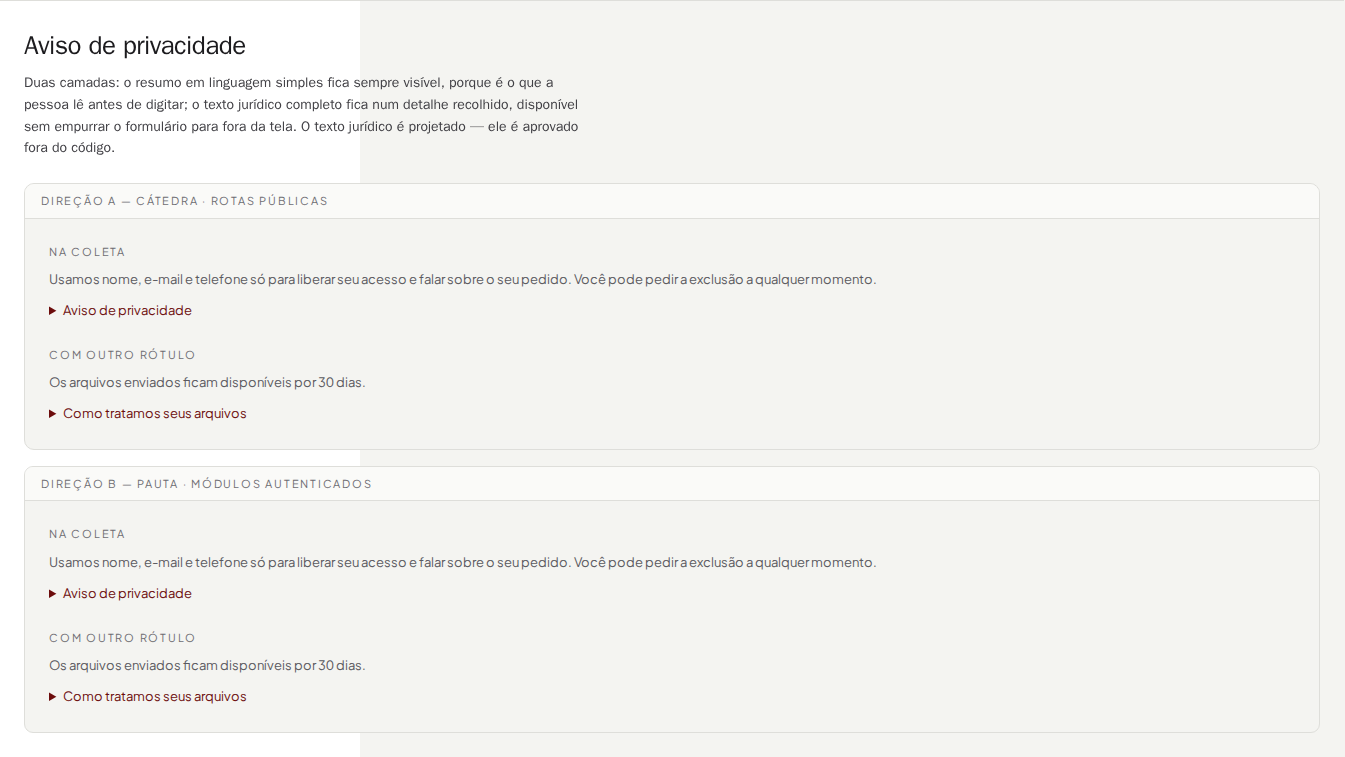 Aviso de privacidade
Duas camadas: o resumo em linguagem simples fica sempre visível, porque é o que a
pessoa lê antes de digitar; o texto jurídico completo fica num detalhe recolhido, disponível
sem empurrar o formulário para fora da tela. O texto jurídico é projetado — ele é aprovado
fora do código.
DIREÇÃO A — CÁTEDRA · ROTAS PÚBLICAS
NA COLETA
Usamos nome, e-mail e telefone só para liberar seu acesso e falar sobre o seu pedido. Você pode pedir a exclusão a qualquer momento.
Aviso de privacidade
COM OUTRO RÓTULO
Os arquivos enviados ficam disponíveis por 30 dias.
Como tratamos seus arquivos
DIREÇÃO B — PAUTA · MÓDULOS AUTENTICADOS
NA COLETA
Usamos nome, e-mail e telefone só para liberar seu acesso e falar sobre o seu pedido. Você pode pedir a exclusão a qualquer momento.
Aviso de privacidade
COM OUTRO RÓTULO
Os arquivos enviados ficam disponíveis por 30 dias.
Como tratamos seus arquivos